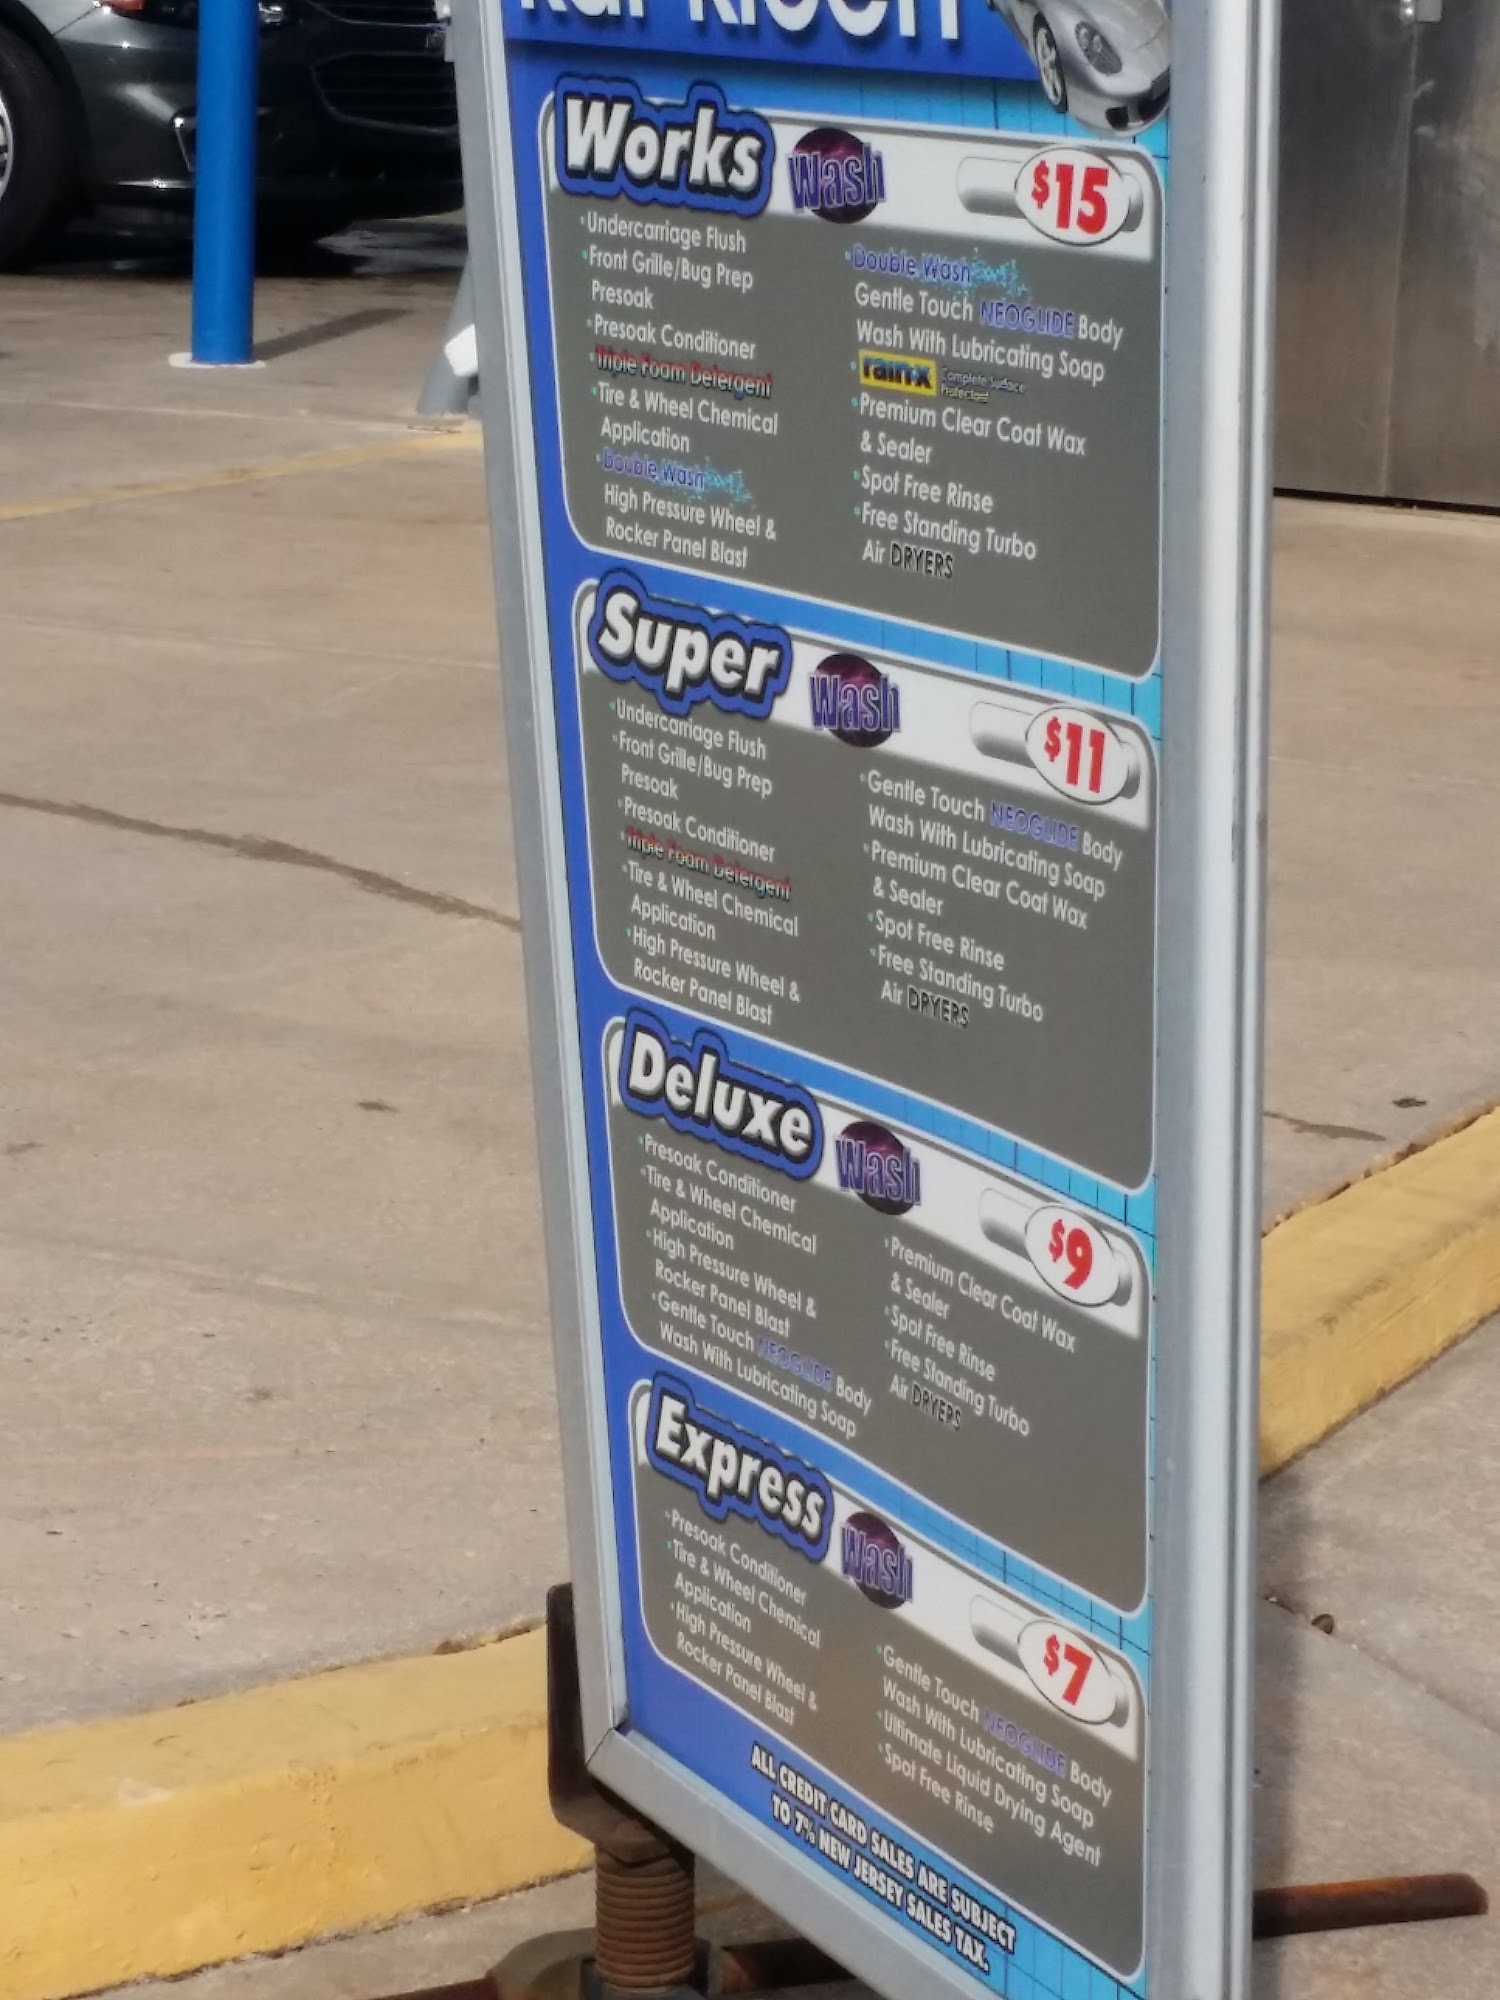 Works Wash $15
·Undercarriage Flush
·Front Grille/Bug Prep
Presoak
·Presoak Conditioner
·Triple Foam Detergent
·Tire & Wheel Chemical
Application
·Double Wash
High Pressure Wheel &
Rocker Panel Blast
·Double Wash
Gentle Touch NEOGLIDE Body
Wash With Lubricating Soap
·rain-x Complete Surface
Protectant
·Premium Clear Coat Wax
& Sealer
·Spot Free Rinse
·Free Standing Turbo
Air DRYERS
Super Wash $11
·Undercarriage Flush
·Front Grille/Bug Prep
Presoak
·Presoak Conditioner
·Triple Foam Detergent
·Tire & Wheel Chemical
Application
·High Pressure Wheel &
Rocker Panel Blast
·Gentle Touch NEOGLIDE Body
Wash With Lubricating Soap
·Premium Clear Coat Wax
& Sealer
·Spot Free Rinse
·Free Standing Turbo
Air DRYERS
Deluxe Wash $9
·Presoak Conditioner
·Tire & Wheel Chemical
Application
·High Pressure Wheel &
Rocker Panel Blast
·Gentle Touch NEOGLIDE Body
Wash With Lubricating Soap
·Premium Clear Coat Wax
& Sealer
·Spot Free Rinse
·Free Standing Turbo
Air DRYERS
Express Wash $7
·Presoak Conditioner
·Tire & Wheel Chemical
Application
·High Pressure Wheel &
Rocker Panel Blast
·Gentle Touch NEOGLIDE Body
Wash With Lubricating Soap
·Ultimate Liquid Drying Agent
·Spot Free Rinse
ALL CREDIT CARD SALES ARE SUBJECT
TO 7% NEW JERSEY SALES TAX.